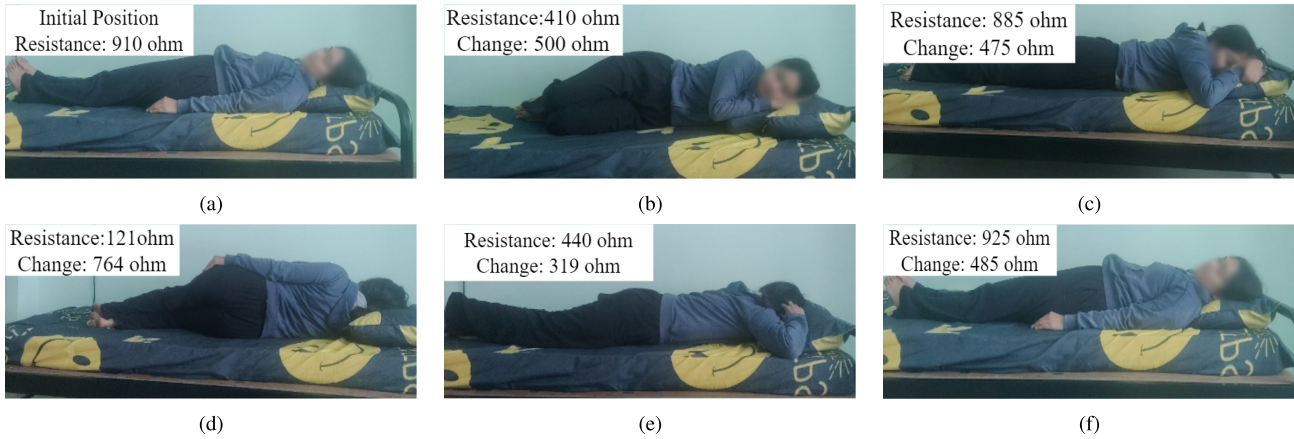 Initial Position
Resistance: 910 ohm
Resistance:410 ohm
Change: 500 ohm
Resistance: 885 ohm
Change: 475 ohm
(a)
(b)
(c)
Resistance:121ohm
Change: 764 ohm
Resistance: 440 ohm
Change: 319 ohm
Resistance: 925 ohm
Change: 485 ohm
(d)
(e)
(f)